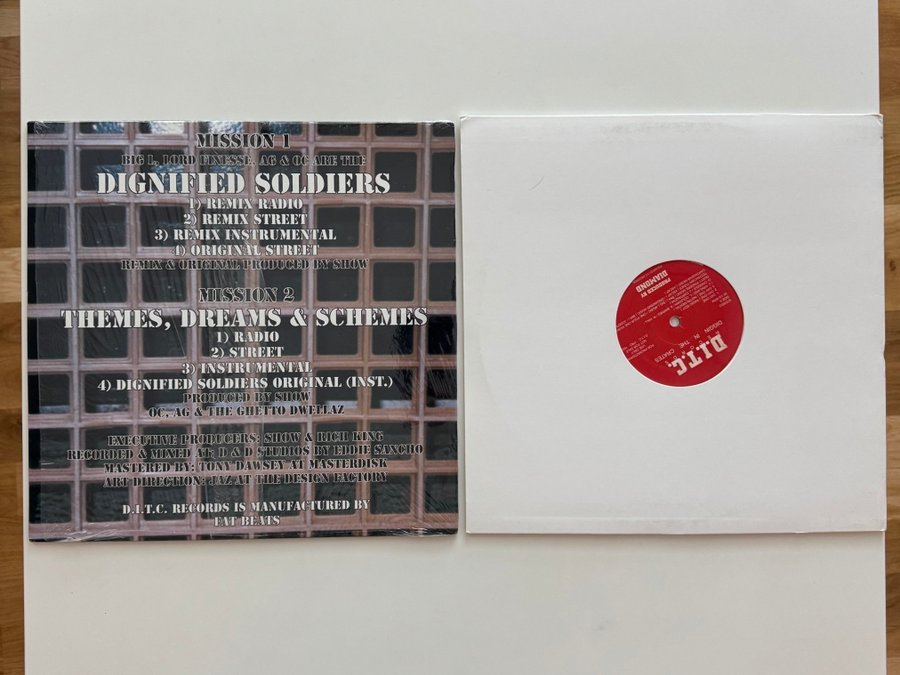 MISSION 1
BIG L, LORD FINESSE, AG & OC ARE THE
DIGNIFIED SOLDIERS
1) REMIX RADIO
2) REMIX STREET
3) REMIX INSTRUMENTAL
4) ORIGINAL STREET
REMIX & ORIGINAL PRODUCED BY SHOW
MISSION 2
THEMES, DREAMS & SCHEMES
1) RADIO
2) STREET
3) INSTRUMENTAL
4) DIGNIFIED SOLDIERS ORIGINAL (INST.)
PRODUCED BY SHOW
OC, AG & THE GHETTO DWELLAZ
EXECUTIVE PRODUCERS: SHOW & RICH KING
RECORDED & MIXED AT: D & D STUDIOS BY EDDIE SANCHO
MASTERED BY: TONY DAWSEY AT MASTERDISK
ART DIRECTION: JAZ AT THE DESIGN FACTORY
D.I.T.C. RECORDS IS MANUFACTURED BY
FAT BEATS
D.I.T.C.
RECORDS
DIGGIN IN THE CRATES
PRODUCED BY
DIAMOND